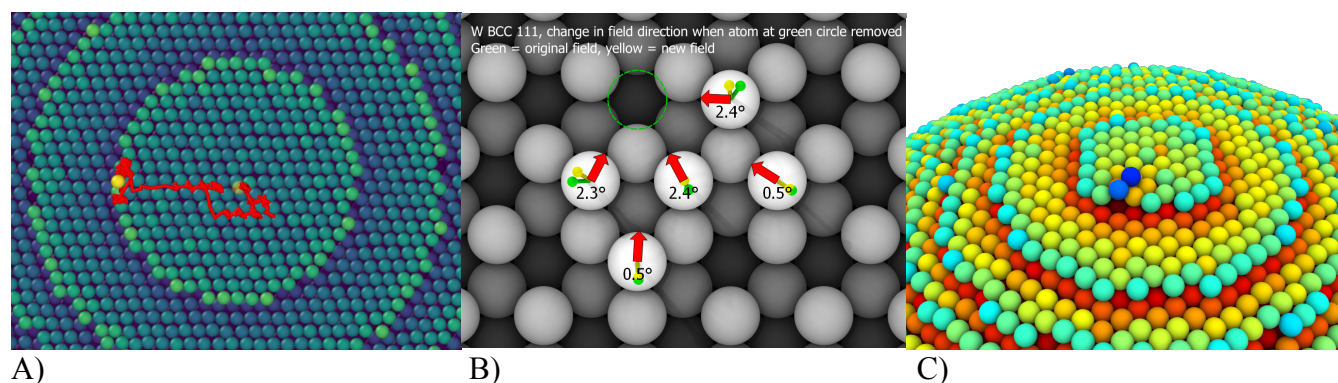 W BCC 111, change in field direction when atom at green circle removed
Green = original field, yellow = new field
2.4°
2.3°
2.4°
0.5°
0.5°
A)
B)
C)